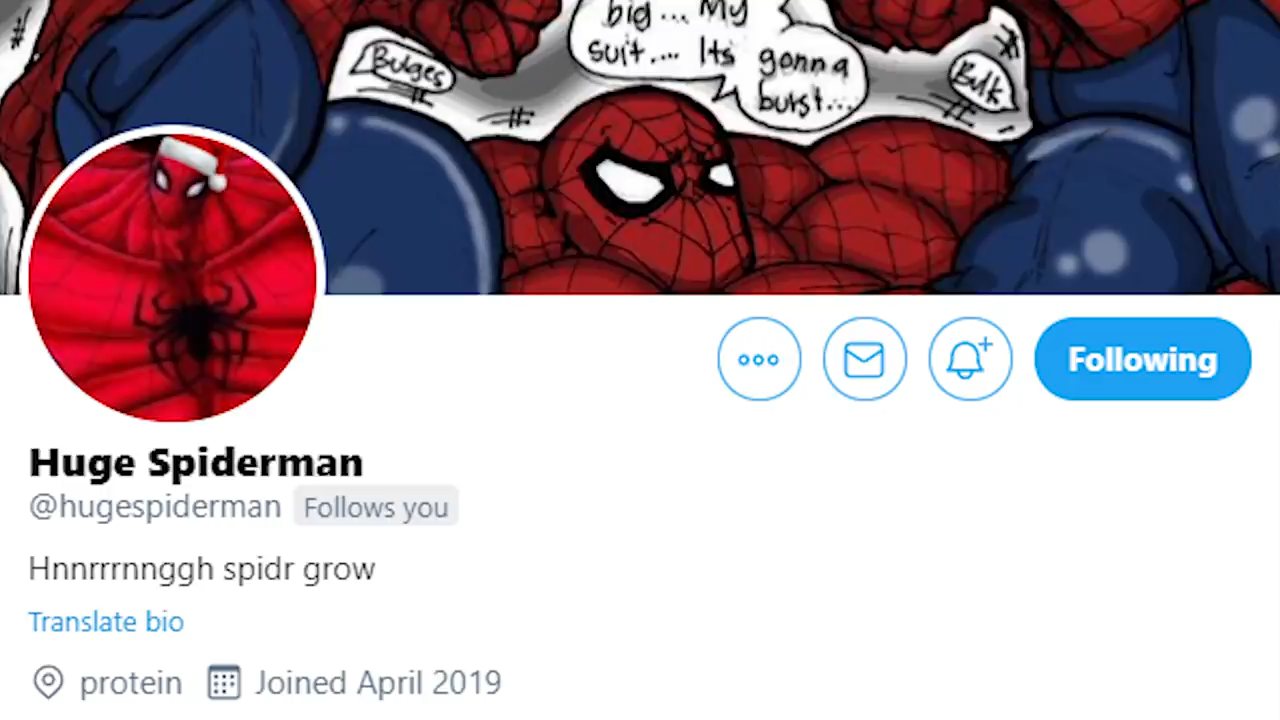 big... My
suit.... Its gonna
burst...
Bulges
Bulk
Following
Huge Spiderman
@hugespiderman Follows you
Hnnrrrnnggh spidr grow
Translate bio
protein Joined April 2019